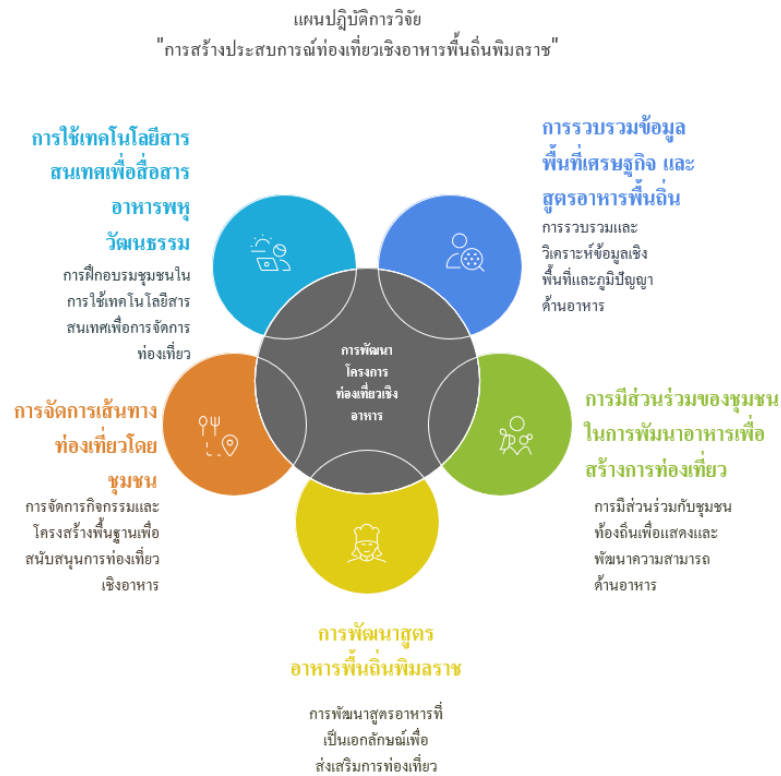 แผนปฎิบัติการวิจัย
"การสร้างประสบการณ์ท่องเที่ยวเชิงอาหารพื้นถิ่นพิมลราช"
การใช้เทคโนโลยีสาร
สนเทศเพื่อสื่อสาร
อาหารพหุ
วัฒนธรรม
การฝึกอบรมชุมชนใน
การใช้เทคโนโลยีสาร
สนเทศเพื่อการจัดการ
ท่องเที่ยว
การรวบรวมข้อมูล
พื้นที่เศรษฐกิจ และ
สูตรอาหารพื้นถิ่น
การรวบรวมและ
วิเคราะห์ข้อมูลเชิง
พื้นที่และภูมิปัญญา
ด้านอาหาร
การพัฒนา
โครงการ
ท่องเที่ยวเชิง
อาหาร
การจัดการเส้นทาง
ท่องเที่ยวโดย
ชุมชน
การจัดการกิจกรรมและ
โครงสร้างพื้นฐานเพื่อ
สนับสนุนการท่องเที่ยว
เชิงอาหาร
การมีส่วนร่วมของชุมชน
ในการพัมนาอาหารเพื่อ
สร้างการท่องเที่ยว
การมีส่วนร่วมกับชุมชน
ท้องถิ่นเพื่อแสดงและ
พัฒนาความสามารถ
ด้านอาหาร
การพัฒนาสูตร
อาหารพื้นถิ่นพิมลราช
การพัฒนาสูตรอาหารที่
เป็นเอกลักษณ์เพื่อ
ส่งเสริมการท่องเที่ยว